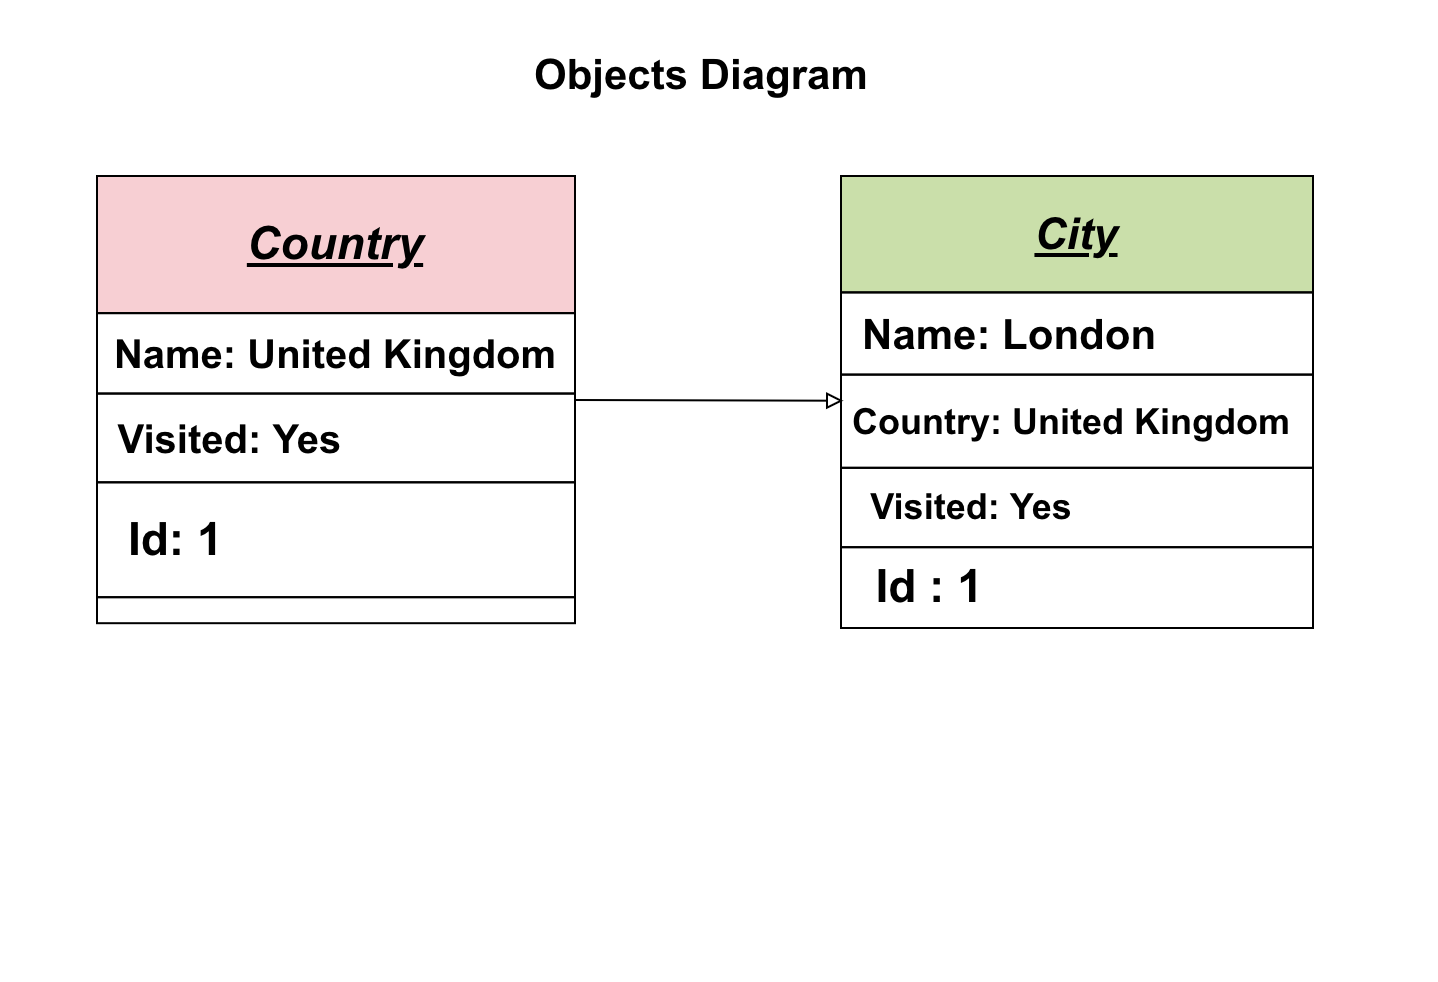 Objects Diagram
Country
Name: United Kingdom
Visited: Yes
Id: 1
City
Name: London
Country: United Kingdom
Visited: Yes
Id : 1